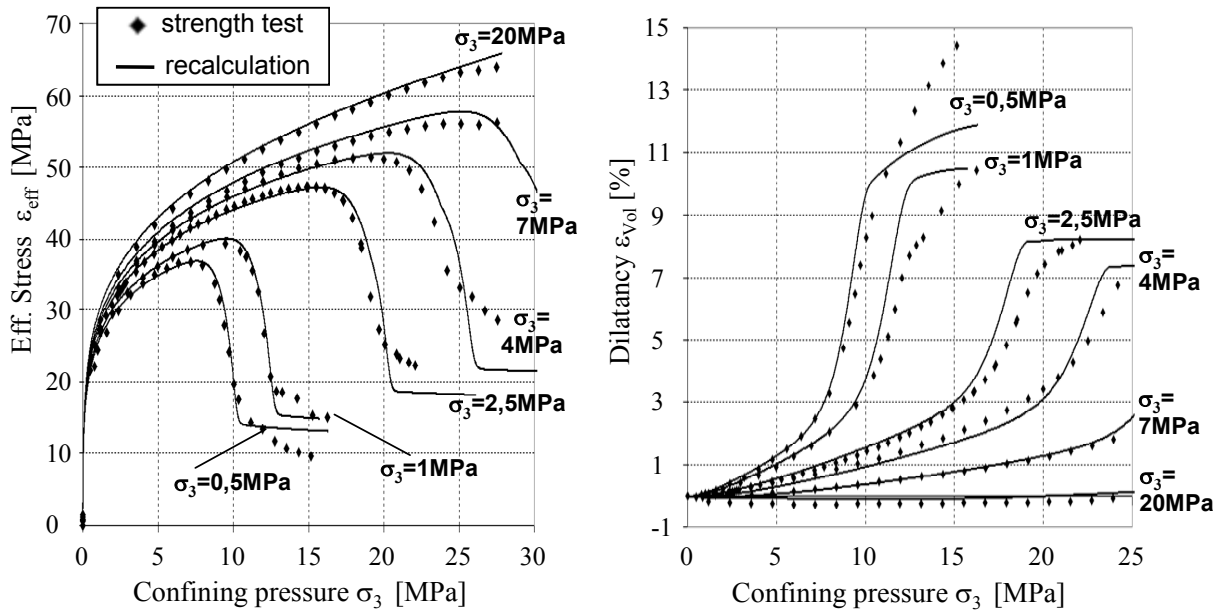 strength test
recalculation
Eff. Stress ε_eff [MPa]
70
60
50
40
30
20
10
0
σ₃=20MPa
σ₃=
7MPa
σ₃=
4MPa
σ₃=2,5MPa
σ₃=1MPa
σ₃=0,5MPa
0 5 10 15 20 25 30
Confining pressure σ₃ [MPa]
Dilatancy ε_Vol [%]
15
13
11
9
7
5
3
1
-1
σ₃=0,5MPa
σ₃=1MPa
σ₃=2,5MPa
σ₃=
4MPa
σ₃=
7MPa
σ₃=
20MPa
0 5 10 15 20 25
Confining pressure σ₃ [MPa]